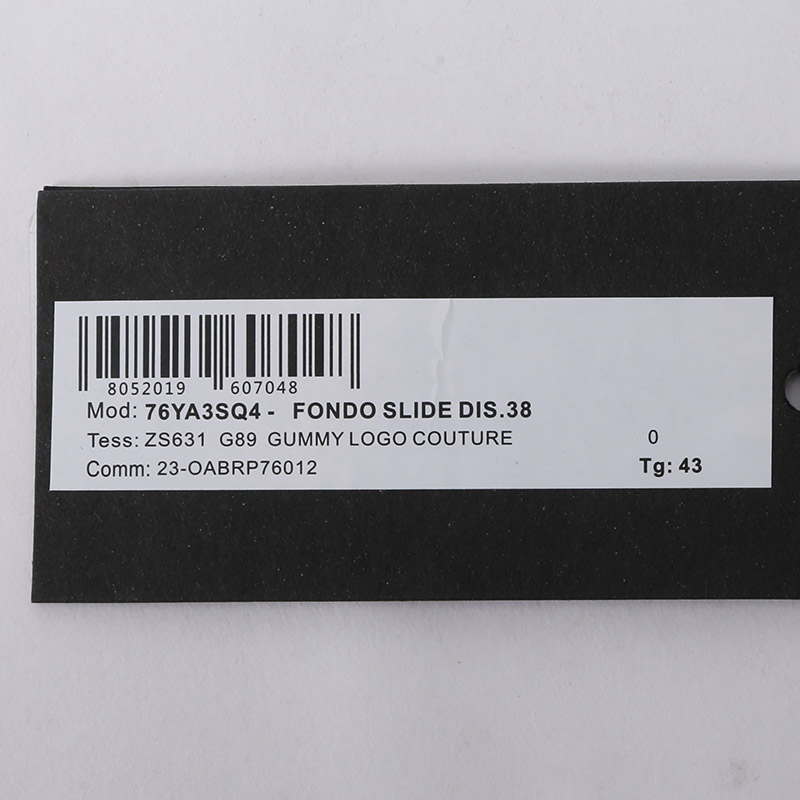 8052019 607048
Mod: 76YA3SQ4 - FONDO SLIDE DIS.38
Tess: ZS631 G89 GUMMY LOGO COUTURE 0
Comm: 23-OABRP76012 Tg: 43